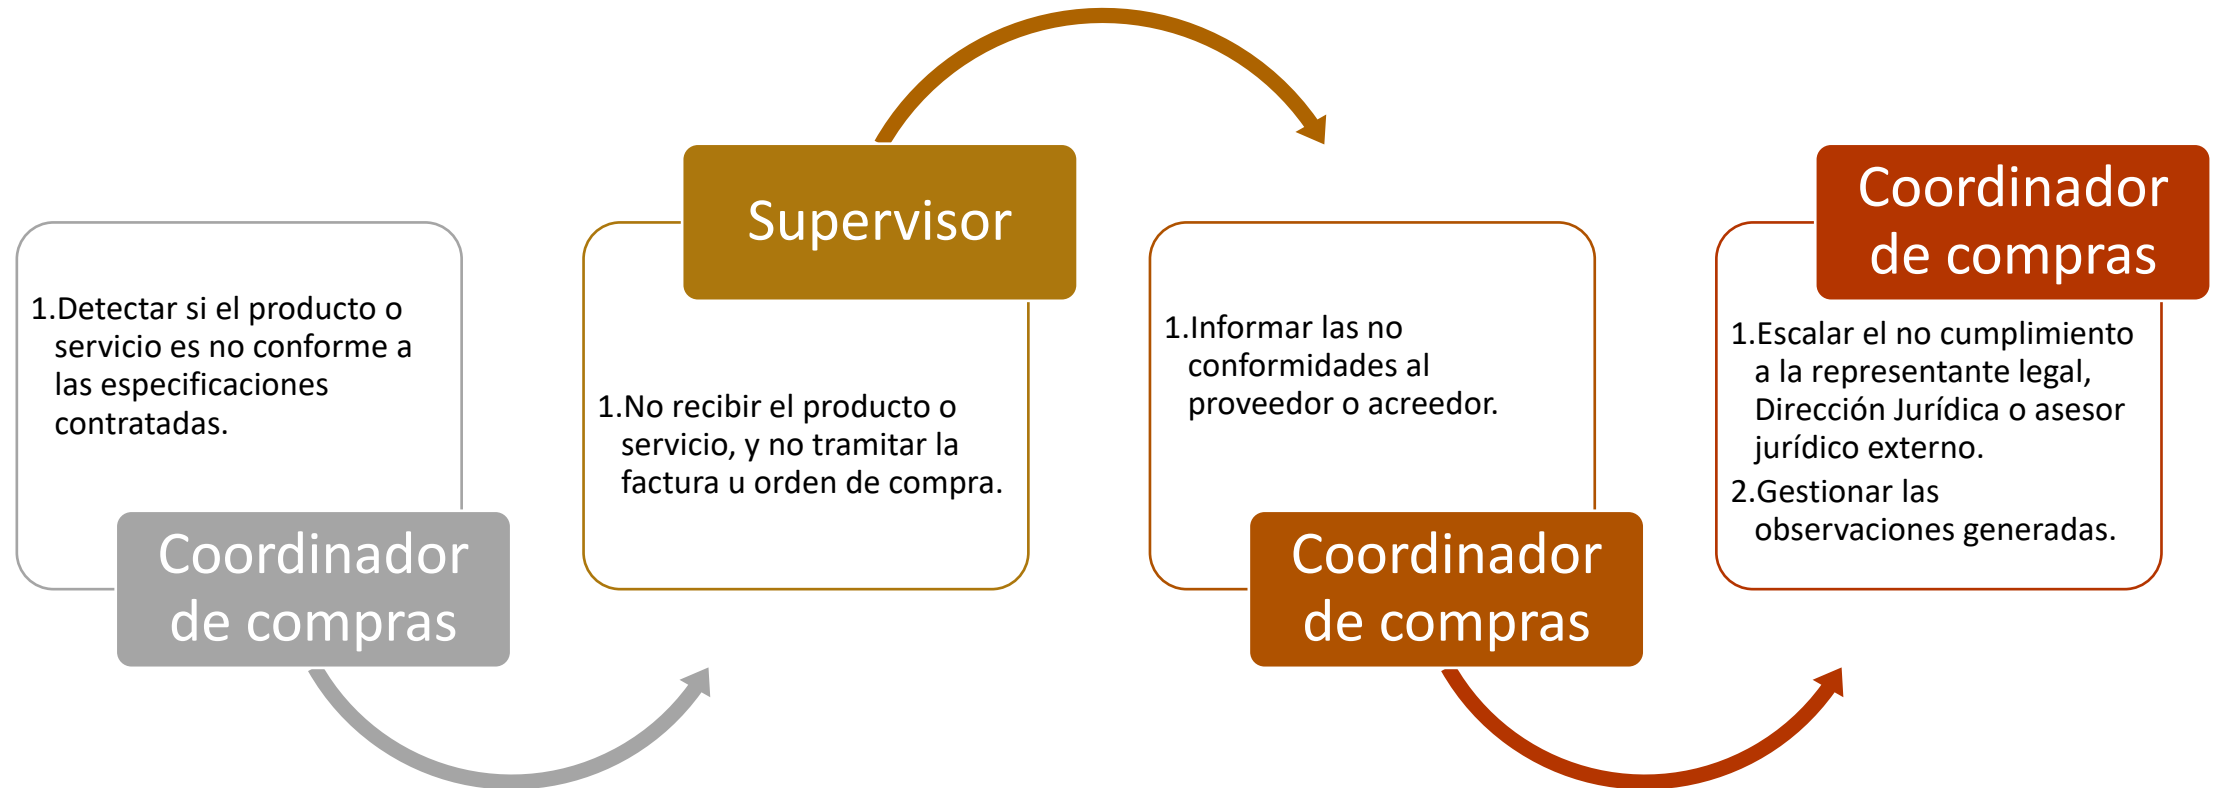 1.Detectar si el producto o
servicio es no conforme a
las especificaciones
contratadas.
Coordinador
de compras
Supervisor
1.No recibir el producto o
servicio, y no tramitar la
factura u orden de compra.
1.Informar las no
conformidades al
proveedor o acreedor.
Coordinador
de compras
Coordinador
de compras
1.Escalar el no cumplimiento
a la representante legal,
Dirección Jurídica o asesor
jurídico externo.
2.Gestionar las
observaciones generadas.